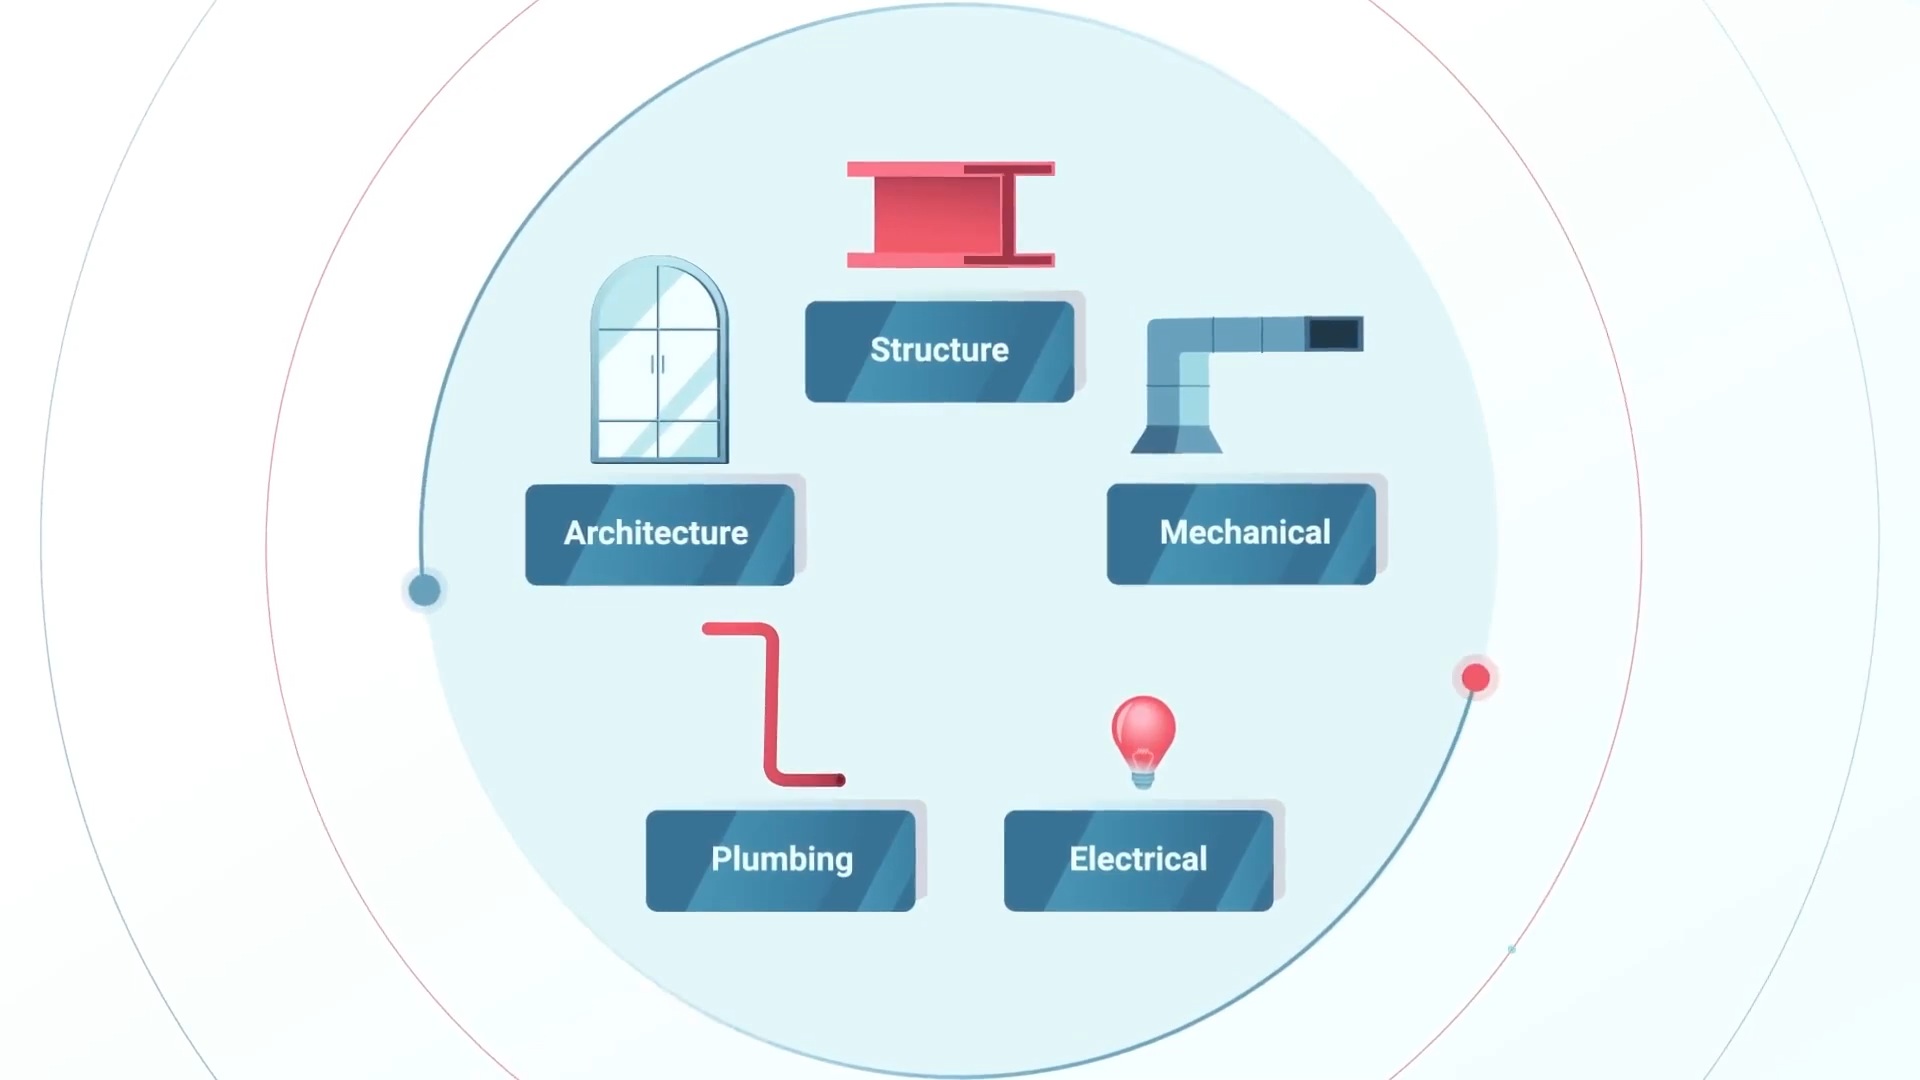 Structure
Architecture
Mechanical
Plumbing
Electrical